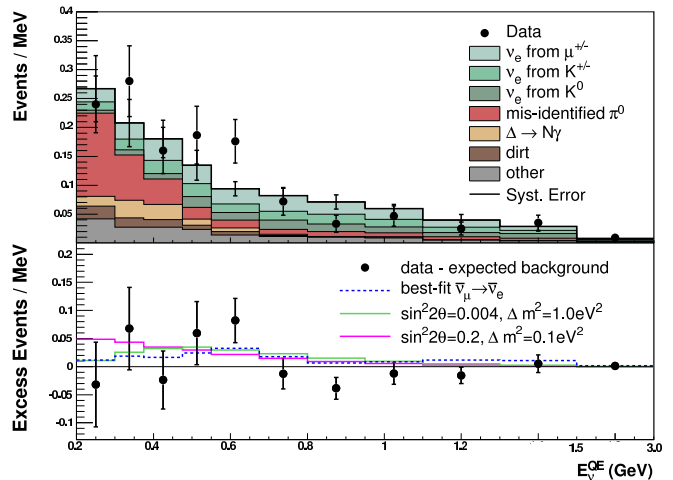 Events / MeV
0.4
0.35
0.3
0.25
0.2
0.15
0.1
0.05
Data
νe from μ+/-
νe from K+/-
νe from K0
mis-identified π0
Δ → Nγ
dirt
other
Syst. Error
Excess Events / MeV
0.2
0.15
0.1
0.05
0
-0.05
-0.1
data - expected background
best-fit ν̄μ→ν̄e
sin²2θ=0.004, Δ m²=1.0eV²
sin²2θ=0.2, Δ m²=0.1eV²
0.2 0.4 0.6 0.8 1.0 1.2 1.5 3.0
EνQE (GeV)